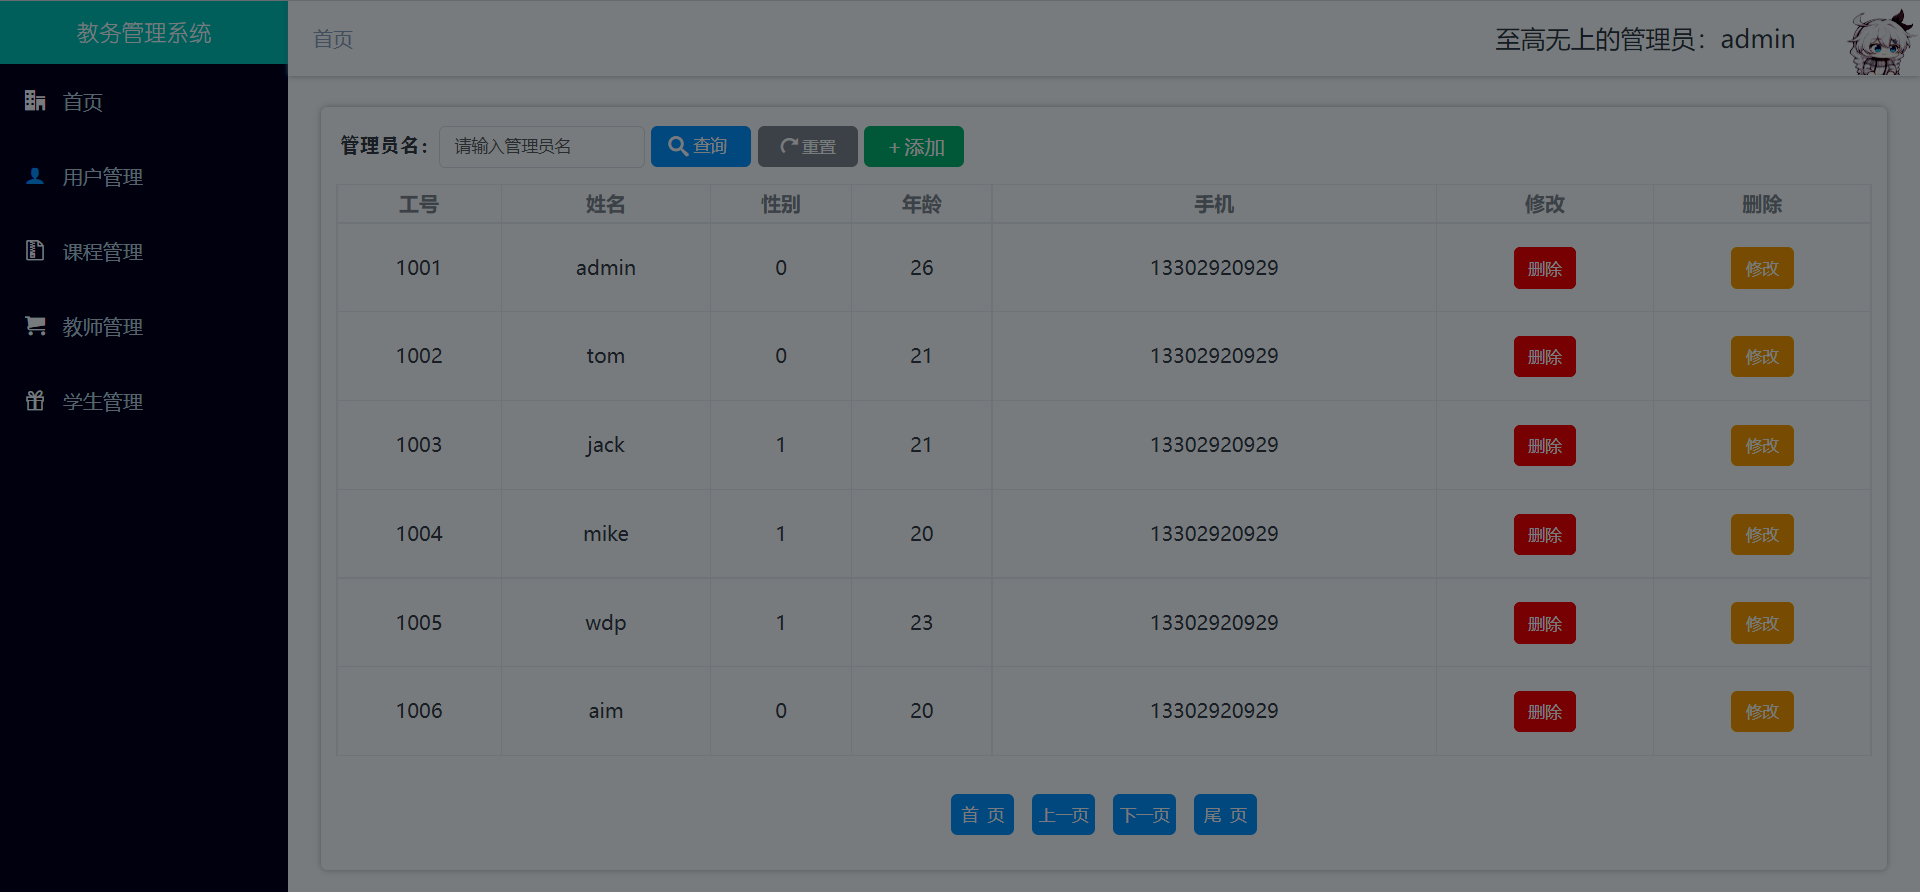 教务管理系统
首页
至高无上的管理员：admin
首页
用户管理
课程管理
教师管理
学生管理
管理员名：
请输入管理员名
查询
重置
+添加
工号 姓名 性别 年龄 手机 修改 删除
1001 admin 0 26 13302920929 删除 修改
1002 tom 0 21 13302920929 删除 修改
1003 jack 1 21 13302920929 删除 修改
1004 mike 1 20 13302920929 删除 修改
1005 wdp 1 23 13302920929 删除 修改
1006 aim 0 20 13302920929 删除 修改
首 页 上一页 下一页 尾 页